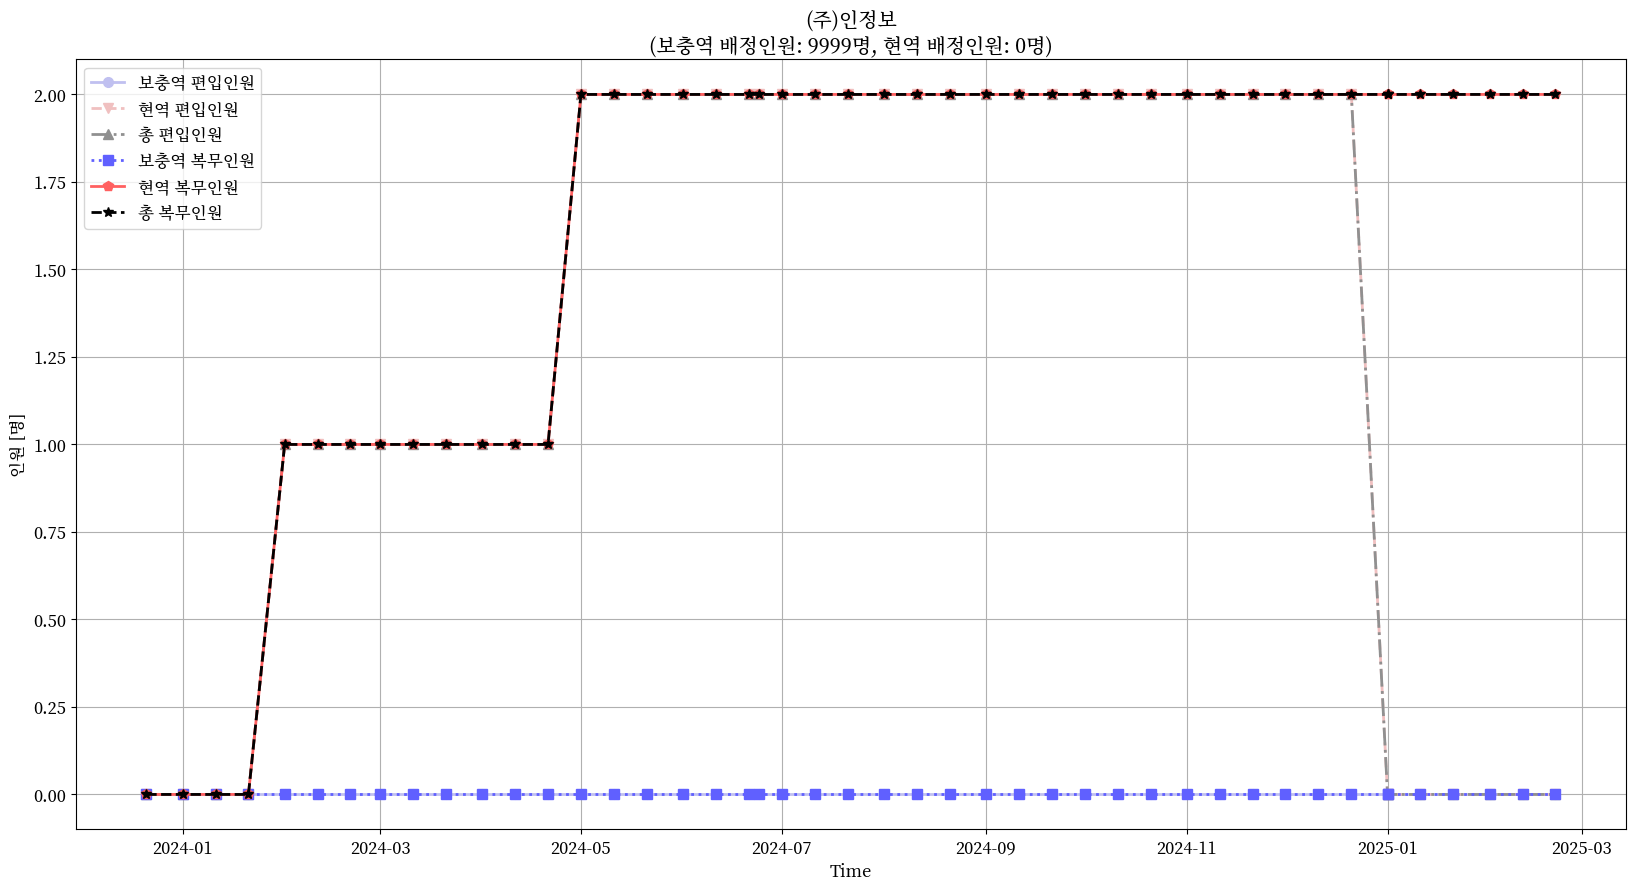 (주)인정보
(보충역 배정인원: 9999명, 현역 배정인원: 0명)
보충역 편입인원
현역 편입인원
총 편입인원
보충역 복무인원
현역 복무인원
총 복무인원
2.00
1.75
1.50
1.25
1.00
0.75
0.50
0.25
0.00
인원 [명]
2024-01
2024-03
2024-05
2024-07
2024-09
2024-11
2025-01
2025-03
Time